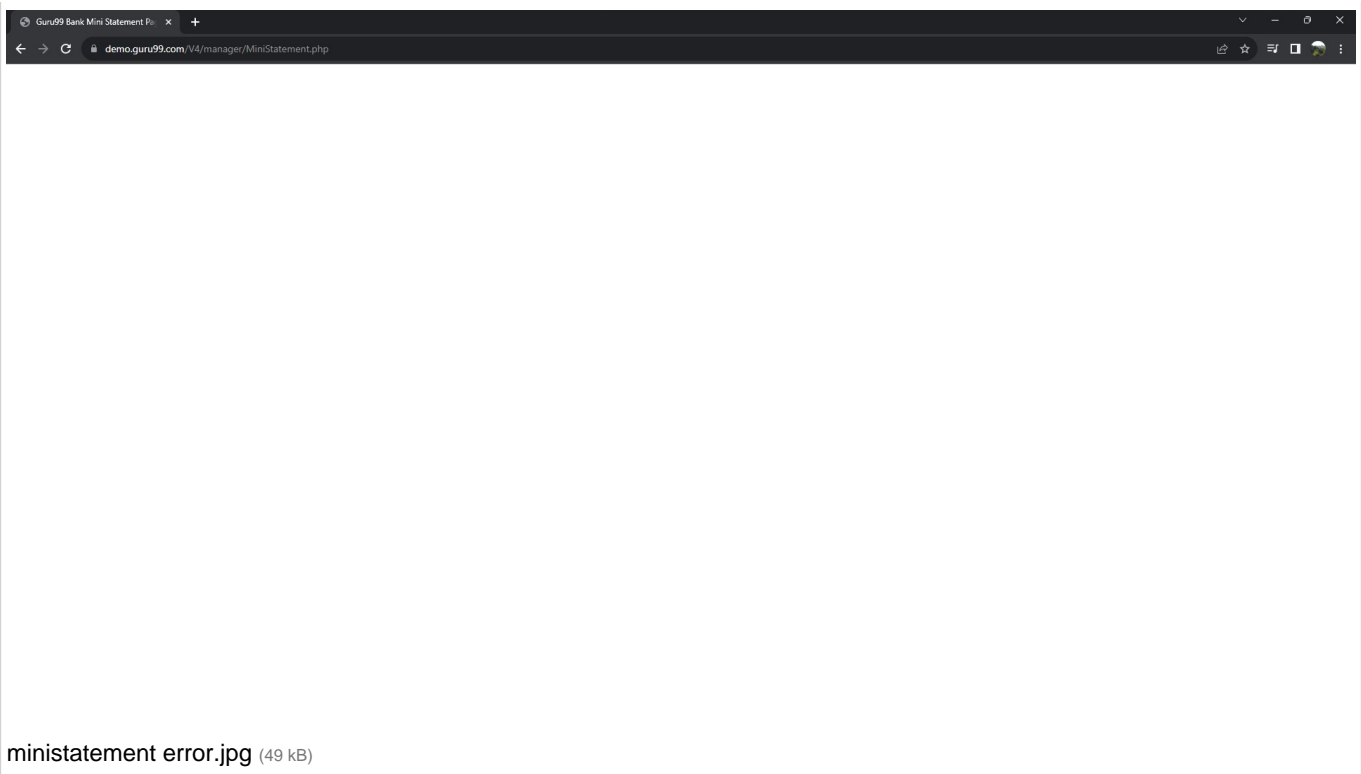 Guru99 Bank Mini Statement Pa
demo.guru99.com/V4/manager/MiniStatement.php
ministatement error.jpg (49 kB)